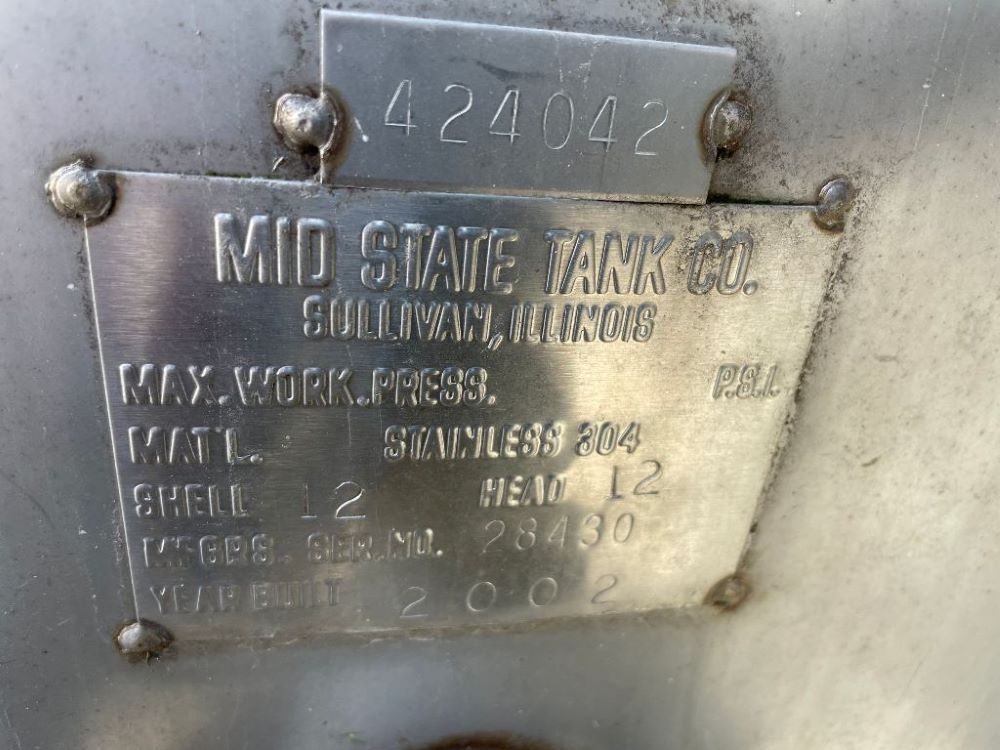 424042
MID STATE TANK CO.
SULLIVAN, ILLINOIS
MAX. WORK. PRESS. P.S.I.
MAT'L. STAINLESS 304
SHELL 12 HEAD 12
M'F'GRS. SER. NO. 28430
YEAR BUILT 2002